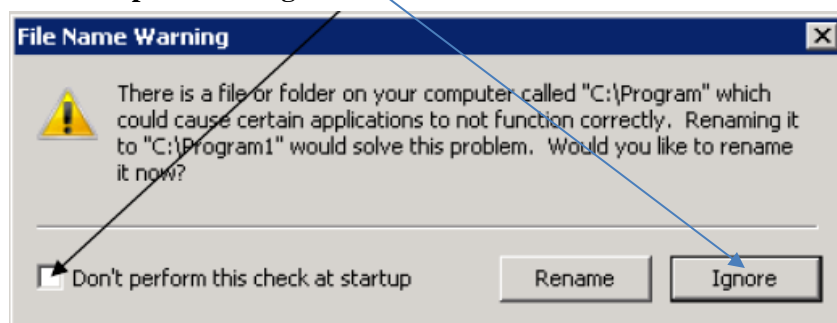 File Name Warning
There is a file or folder on your computer called "C:\Program" which
could cause certain applications to not function correctly. Renaming it
to "C:\Program1" would solve this problem. Would you like to rename
it now?
Don't perform this check at startup
Rename
Ignore